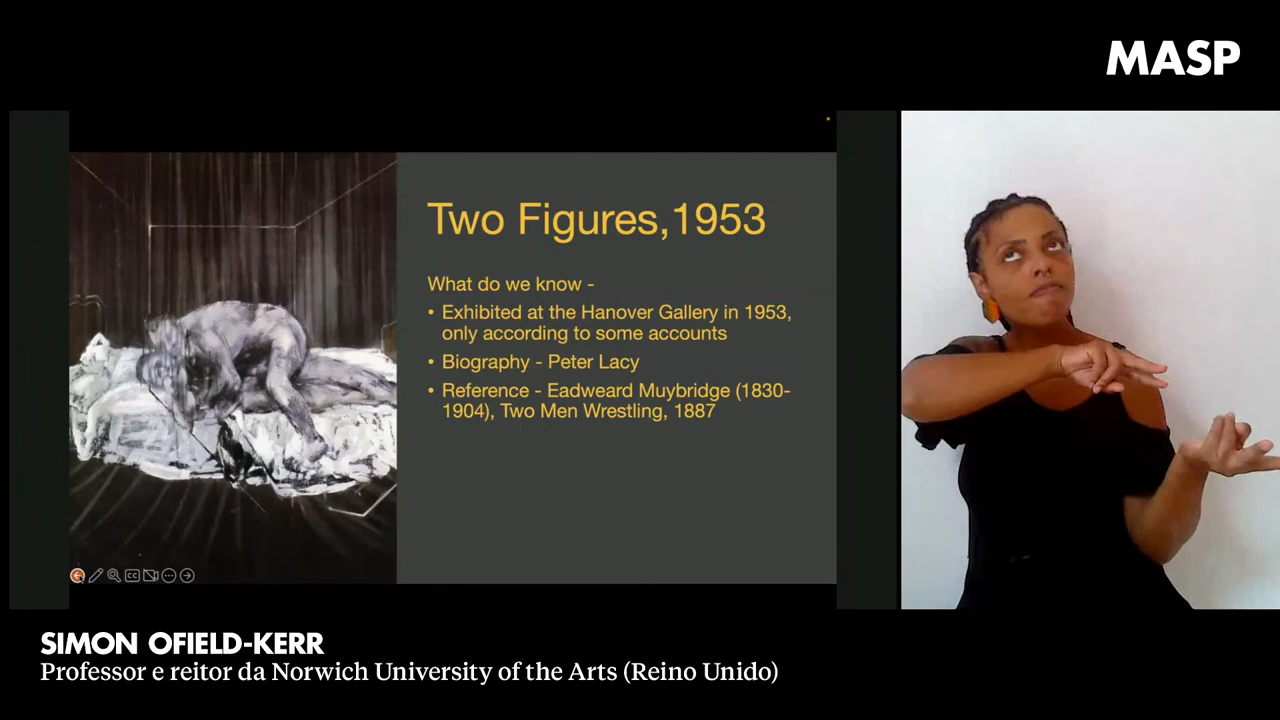 MASP
Two Figures,1953
What do we know -
• Exhibited at the Hanover Gallery in 1953,
only according to some accounts
• Biography - Peter Lacy
• Reference - Eadweard Muybridge (1830-
1904), Two Men Wrestling, 1887
CC
SIMON OFIELD-KERR
Professor e reitor da Norwich University of the Arts (Reino Unido)